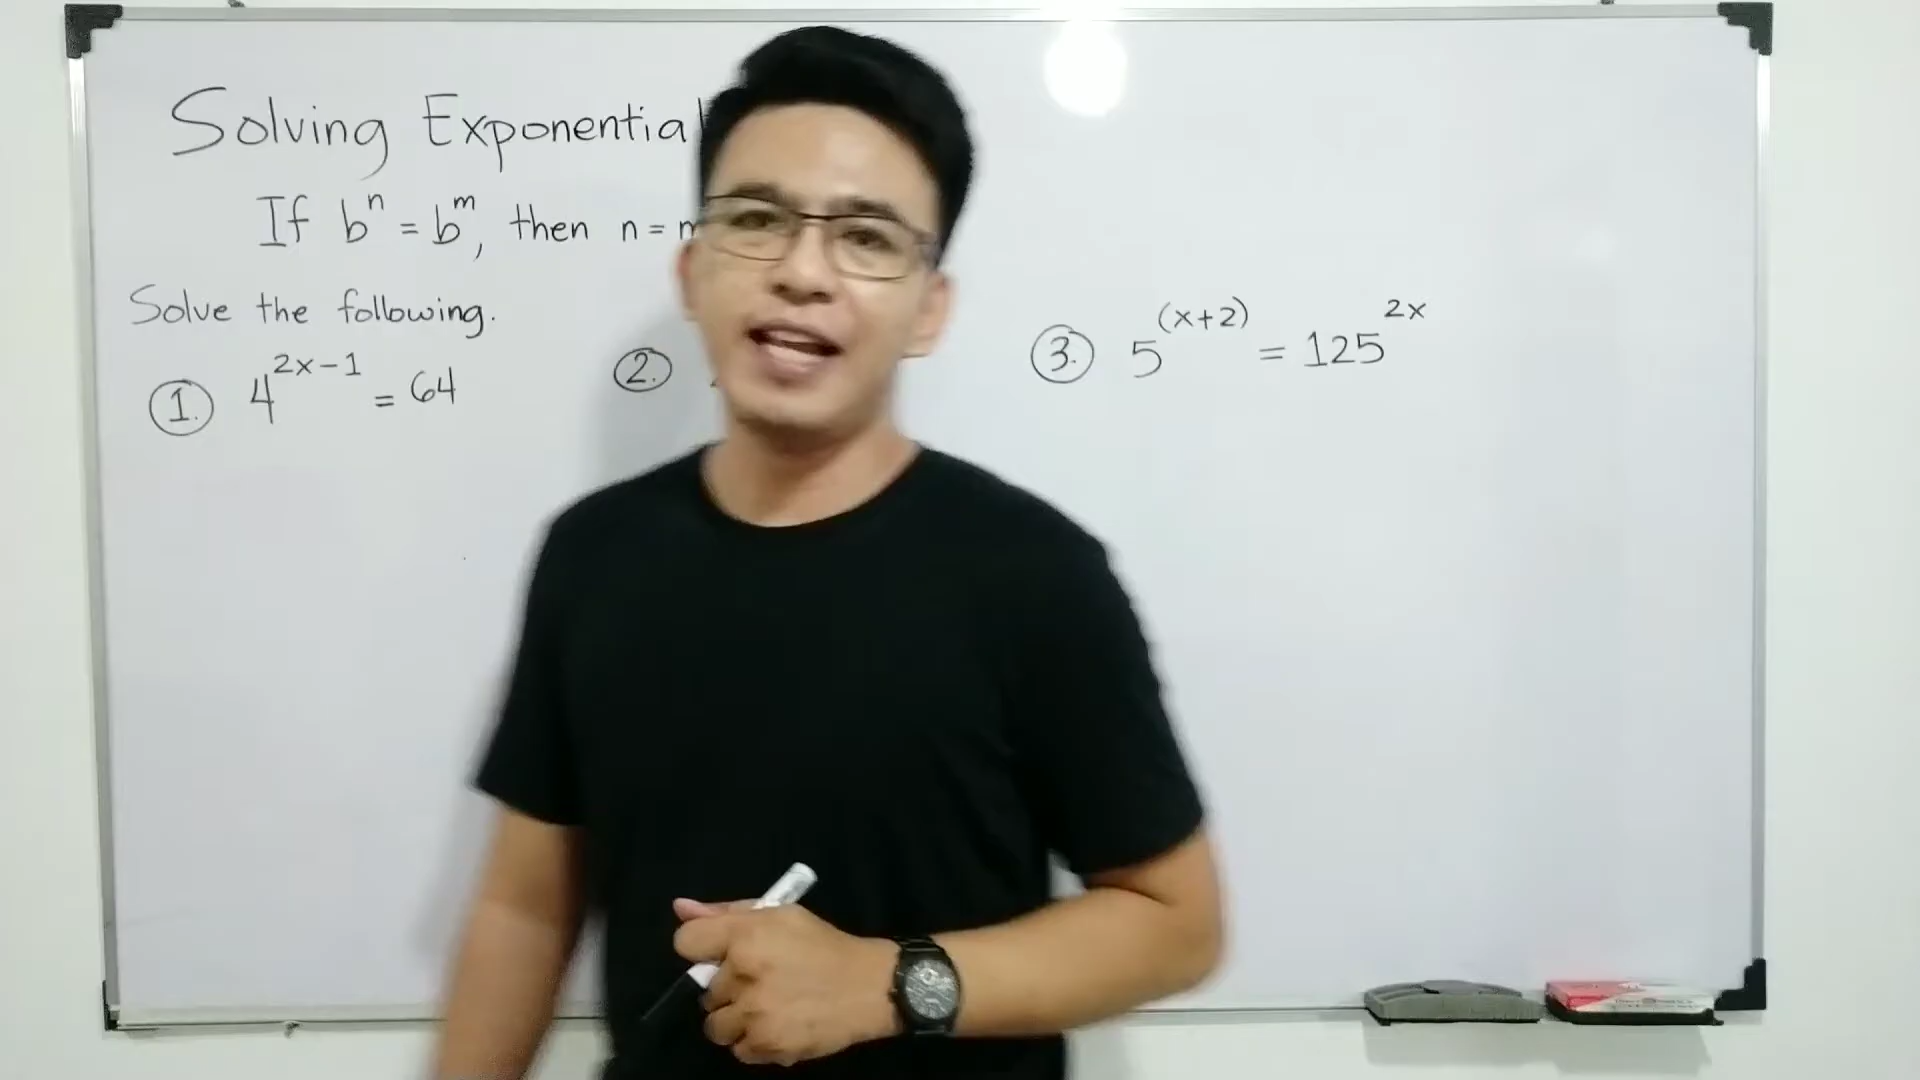 Solving Exponential
If bⁿ = bᵐ, then n = m
Solve the following.
1. 4^(2x-1) = 64
2.
3. 5^(x+2) = 125^(2x)